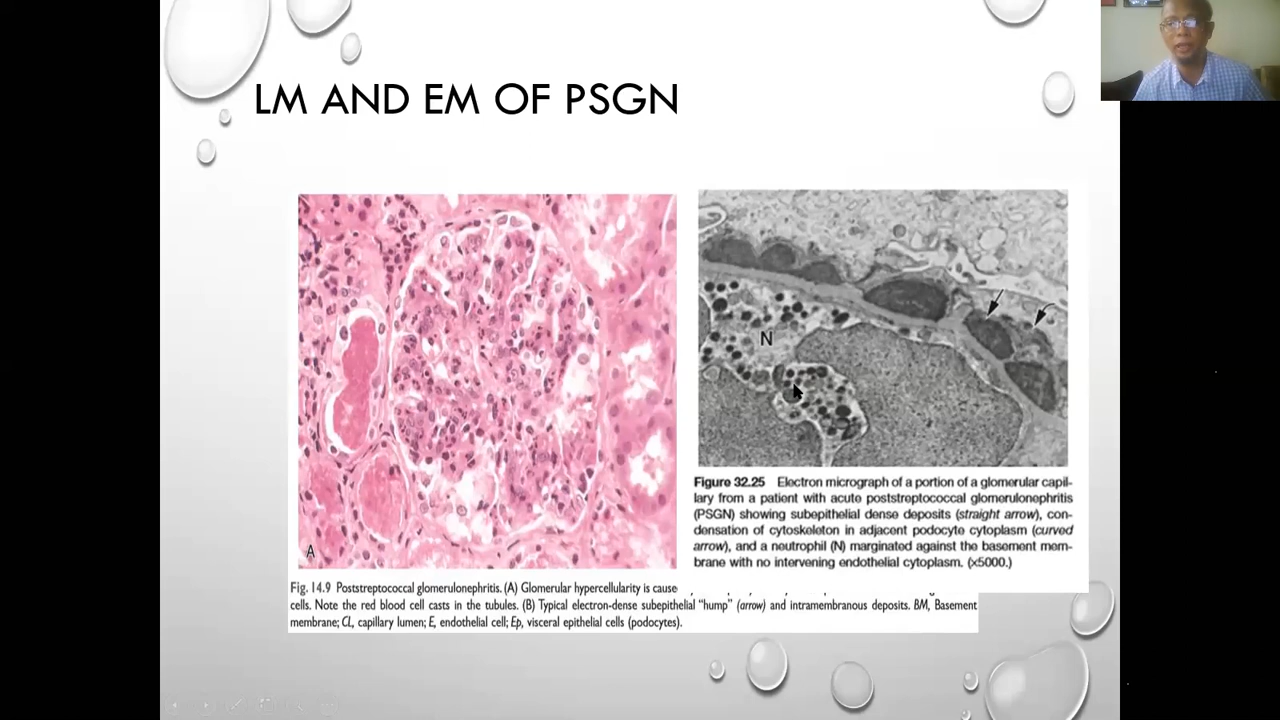 LM AND EM OF PSGN
N
A
Figure 32.25 Electron micrograph of a portion of a glomerular capil-
lary from a patient with acute poststreptococcal glomerulonephritis
(PSGN) showing subepithelial dense deposits (straight arrow), con-
densation of cytoskeleton in adjacent podocyte cytoplasm (curved
arrow), and a neutrophil (N) marginated against the basement mem-
brane with no intervening endothelial cytoplasm. (x5000.)
Fig. 14.9 Poststreptococcal glomerulonephritis. (A) Glomerular hypercellularity is cause
cells. Note the red blood cell casts in the tubules. (B) Typical electron-dense subepithelial “hump” (arrow) and intramembranous deposits. BM, Basement
membrane; CL, capillary lumen; E, endothelial cell; Ep, visceral epithelial cells (podocytes).